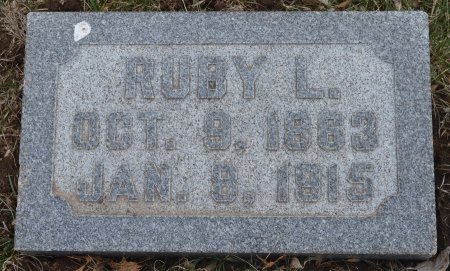 RUBY L.
OCT. 9, 1863
JAN. 8, 1915